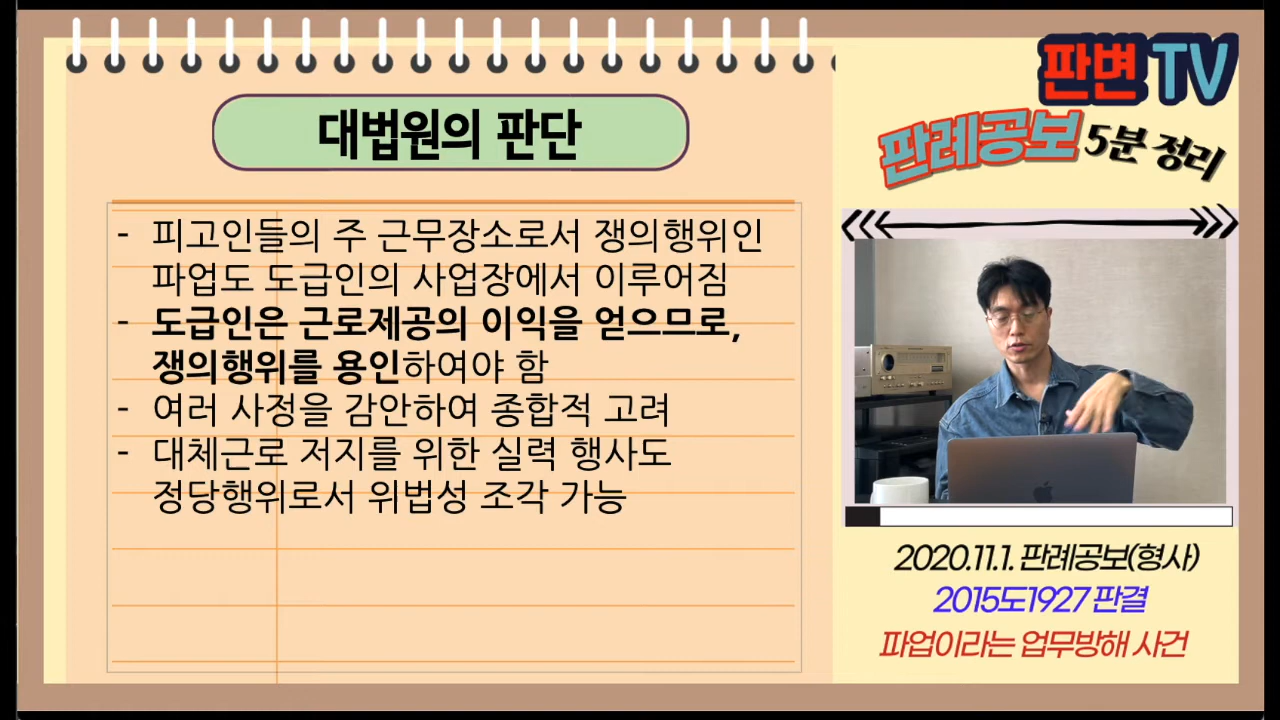 대법원의 판단
- 피고인들의 주 근무장소로서 쟁의행위인
파업도 도급인의 사업장에서 이루어짐
- 도급인은 근로제공의 이익을 얻으므로,
쟁의행위를 용인하여야 함
- 여러 사정을 감안하여 종합적 고려
- 대체근로 저지를 위한 실력 행사도
정당행위로서 위법성 조각 가능
판변 TV
판례공보 5분 정리
2020.11.1. 판례공보(형사)
2015도1927 판결
파업이라는 업무방해 사건